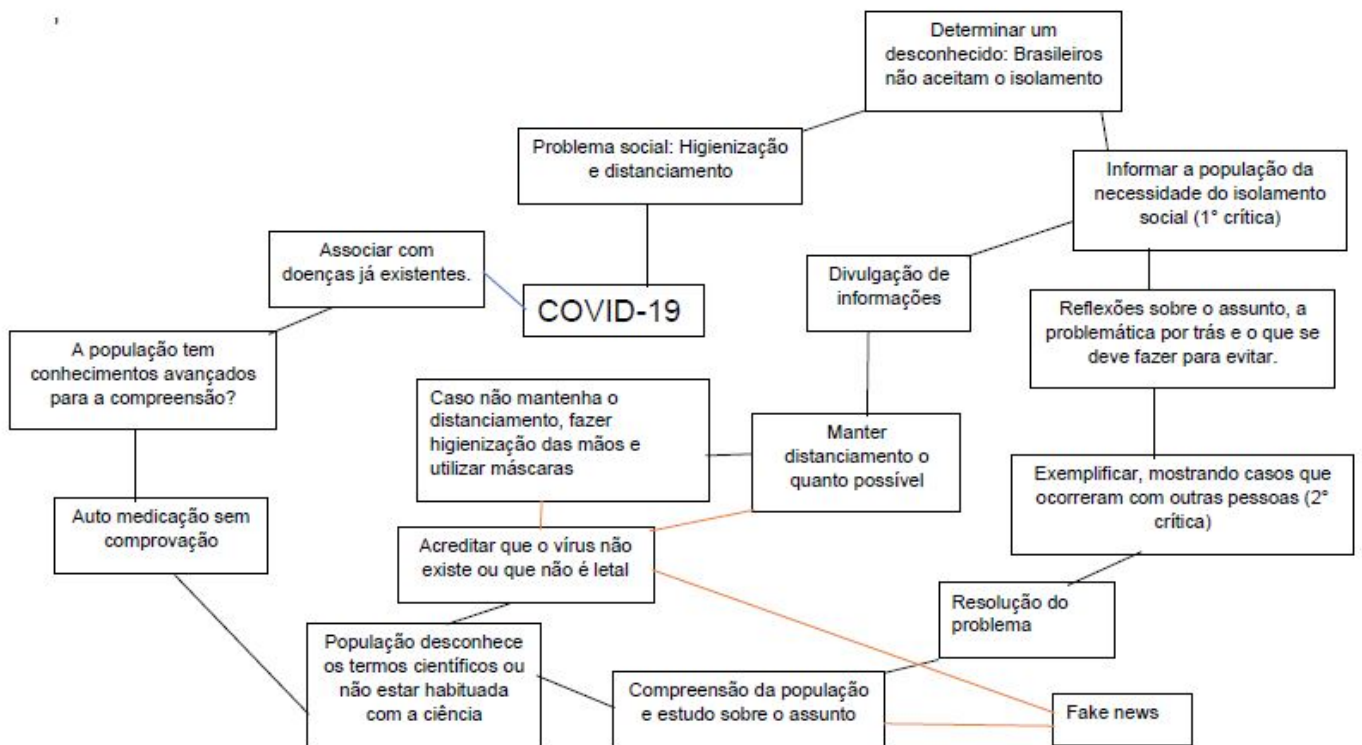 ,
Determinar um
desconhecido: Brasileiros
não aceitam o isolamento
Problema social: Higienização
e distanciamento
Informar a população da
necessidade do isolamento
social (1° crítica)
Associar com
doenças já existentes.
Divulgação de
informações
COVID-19
Reflexões sobre o assunto, a
problemática por trás e o que se
deve fazer para evitar.
A população tem
conhecimentos avançados
para a compreensão?
Caso não mantenha o
distanciamento, fazer
higienização das mãos e
utilizar máscaras
Manter
distanciamento o
quanto possível
Exemplificar, mostrando casos que
ocorreram com outras pessoas (2°
crítica)
Auto medicação sem
comprovação
Acreditar que o vírus não
existe ou que não é letal
Resolução do
problema
População desconhece
os termos científicos ou
não estar habituada
com a ciência
Compreensão da população
e estudo sobre o assunto
Fake news